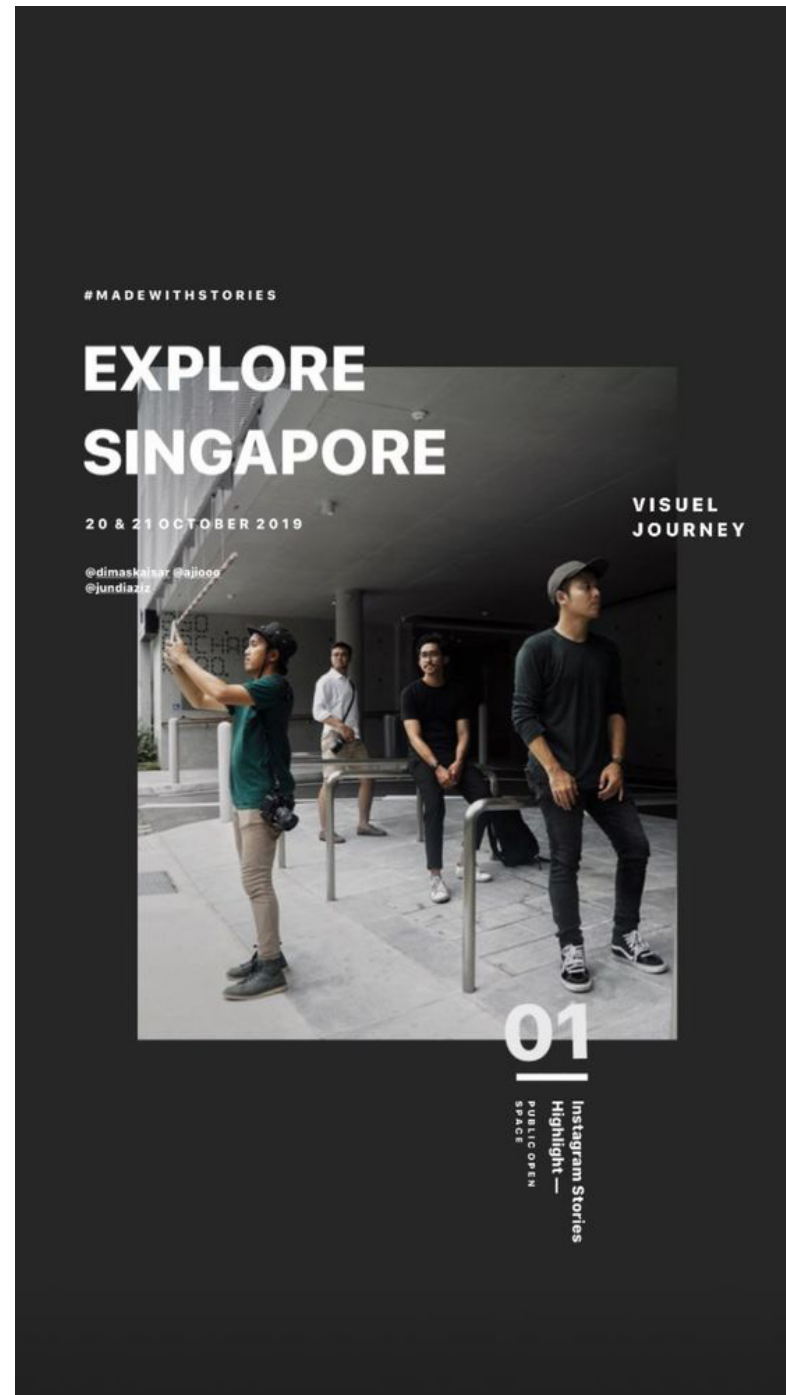 #MADEWITHSTORIES
EXPLORE
SINGAPORE
20 & 21 OCTOBER 2019
VISUEL
JOURNEY
@dimaskaisar @ajiooo
@jundiaziz
01
Instagram Stories
Highlight —
PUBLIC OPEN
SPACE